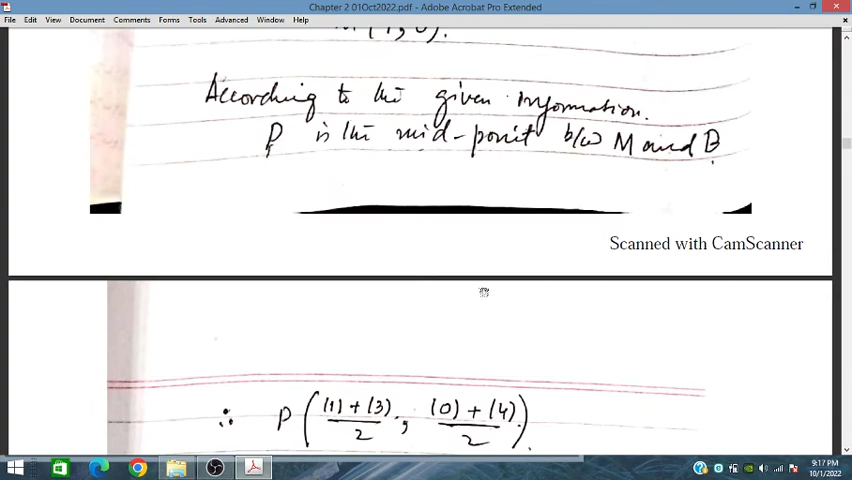 Chapter 2 01Oct2022.pdf - Adobe Acrobat Pro Extended
File Edit View Document Comments Forms Tools Advanced Window Help
According to the given information.
P is the mid-point b/w M and B
Scanned with CamScanner
∴ P ( (1)+(3)/2 , (0)+(4)/2 ).
9:17 PM
10/1/2022